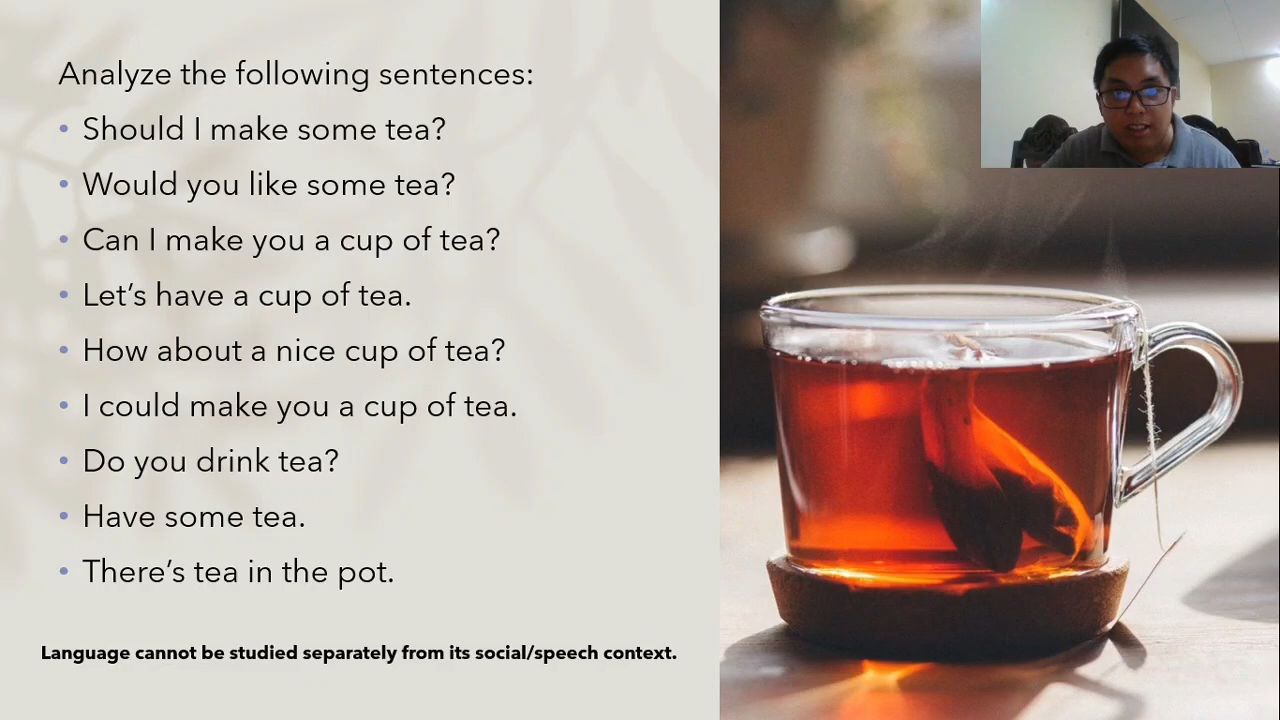 Analyze the following sentences:
• Should I make some tea?
• Would you like some tea?
• Can I make you a cup of tea?
• Let’s have a cup of tea.
• How about a nice cup of tea?
• I could make you a cup of tea.
• Do you drink tea?
• Have some tea.
• There’s tea in the pot.
Language cannot be studied separately from its social/speech context.